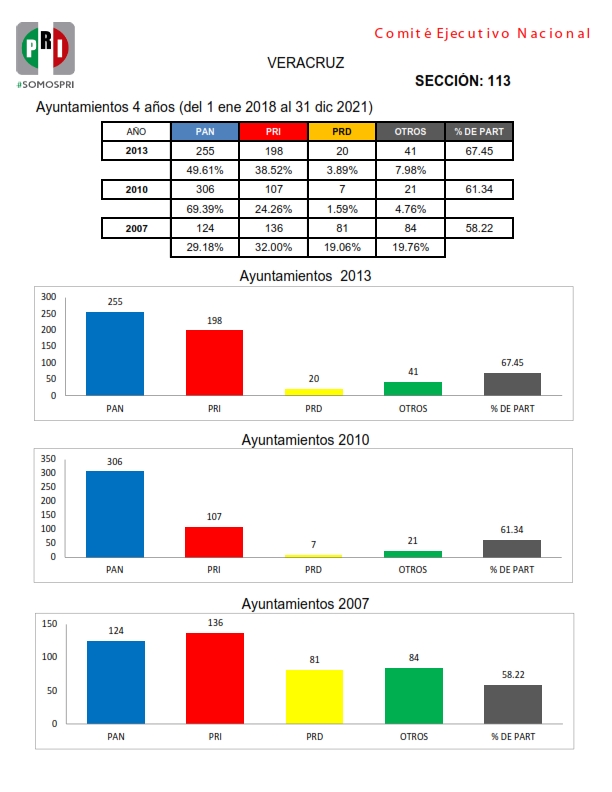 PRI
#SOMOSPRI
Comité Ejecutivo Nacional
VERACRUZ
SECCIÓN: 113
Ayuntamientos 4 años (del 1 ene 2018 al 31 dic 2021)
AÑO PAN PRI PRD OTROS % DE PART
2013 255 198 20 41 67.45
49.61% 38.52% 3.89% 7.98%
2010 306 107 7 21 61.34
69.39% 24.26% 1.59% 4.76%
2007 124 136 81 84 58.22
29.18% 32.00% 19.06% 19.76%
Ayuntamientos 2013
300
250
200
150
100
50
0
255 198 20 41 67.45
PAN PRI PRD OTROS % DE PART
Ayuntamientos 2010
350
300
250
200
150
100
50
0
306 107 7 21 61.34
PAN PRI PRD OTROS % DE PART
Ayuntamientos 2007
150
100
50
0
124 136 81 84 58.22
PAN PRI PRD OTROS % DE PART